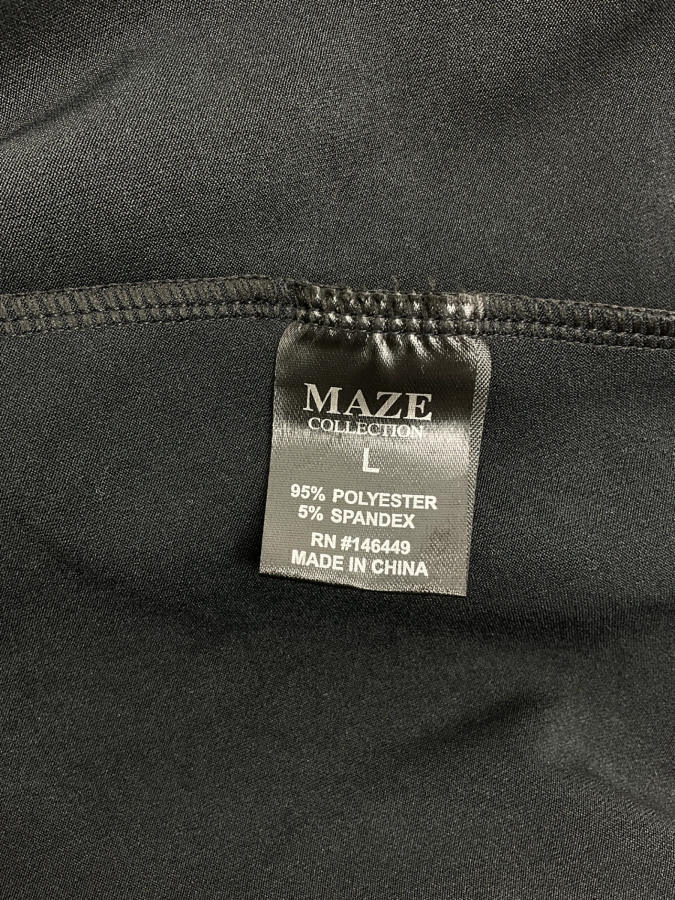 MAZE
COLLECTION
L
95% POLYESTER
5% SPANDEX
RN #146449
MADE IN CHINA